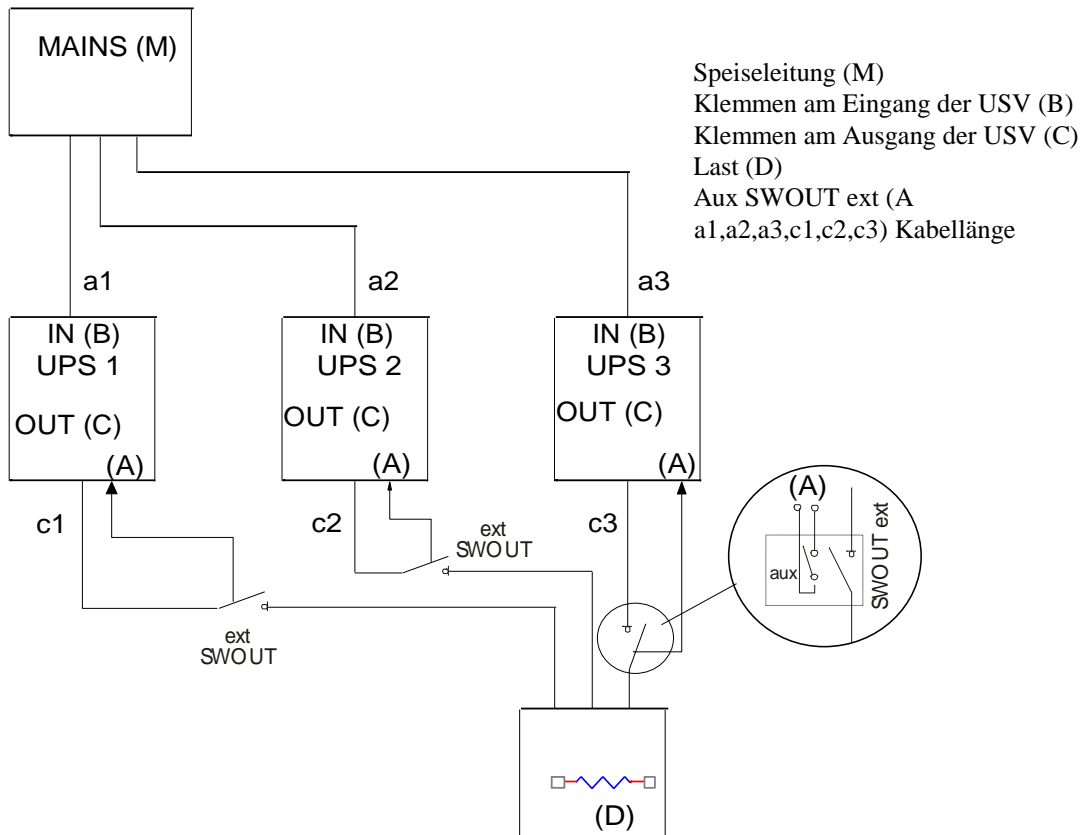 MAINS (M)
Speiseleitung (M)
Klemmen am Eingang der USV (B)
Klemmen am Ausgang der USV (C)
Last (D)
Aux SWOUT ext (A
a1,a2,a3,c1,c2,c3) Kabellänge
a1
a2
a3
IN (B)
UPS 1
OUT (C)
(A)
IN (B)
UPS 2
OUT (C)
(A)
IN (B)
UPS 3
OUT (C)
(A)
c1
c2
c3
ext
SWOUT
ext
SWOUT
(A)
aux
SWOUT ext
(D)